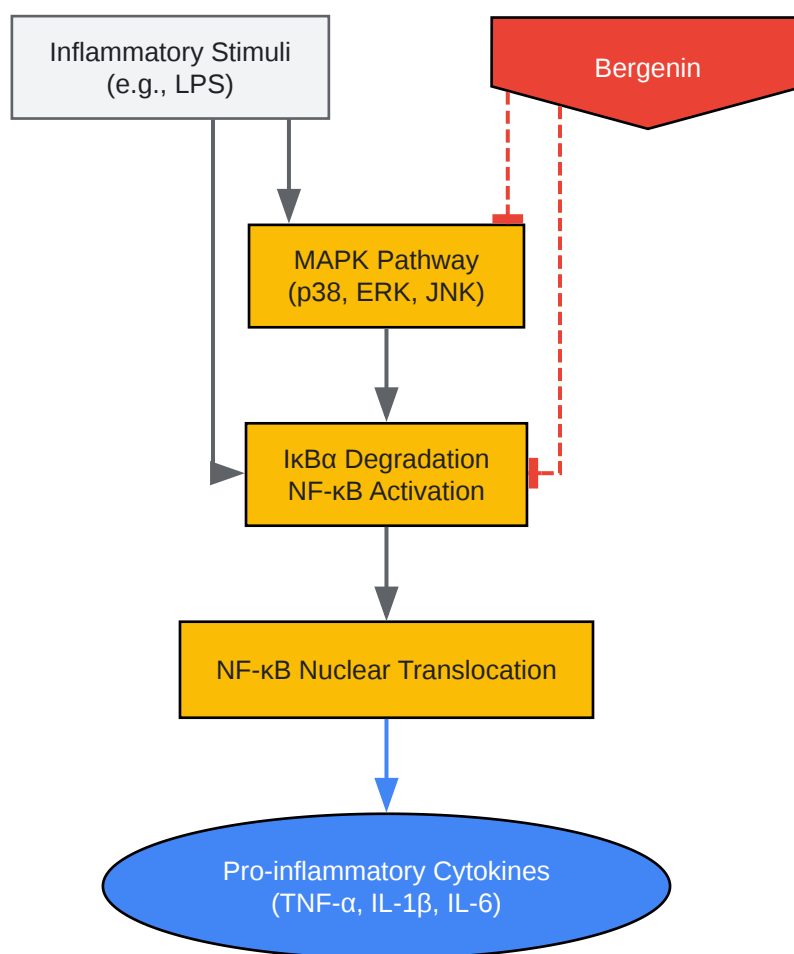 Inflammatory Stimuli
(e.g., LPS)
Bergenin
MAPK Pathway
(p38, ERK, JNK)
IκBα Degradation
NF-κB Activation
NF-κB Nuclear Translocation
Pro-inflammatory Cytokines
(TNF-α, IL-1β, IL-6)